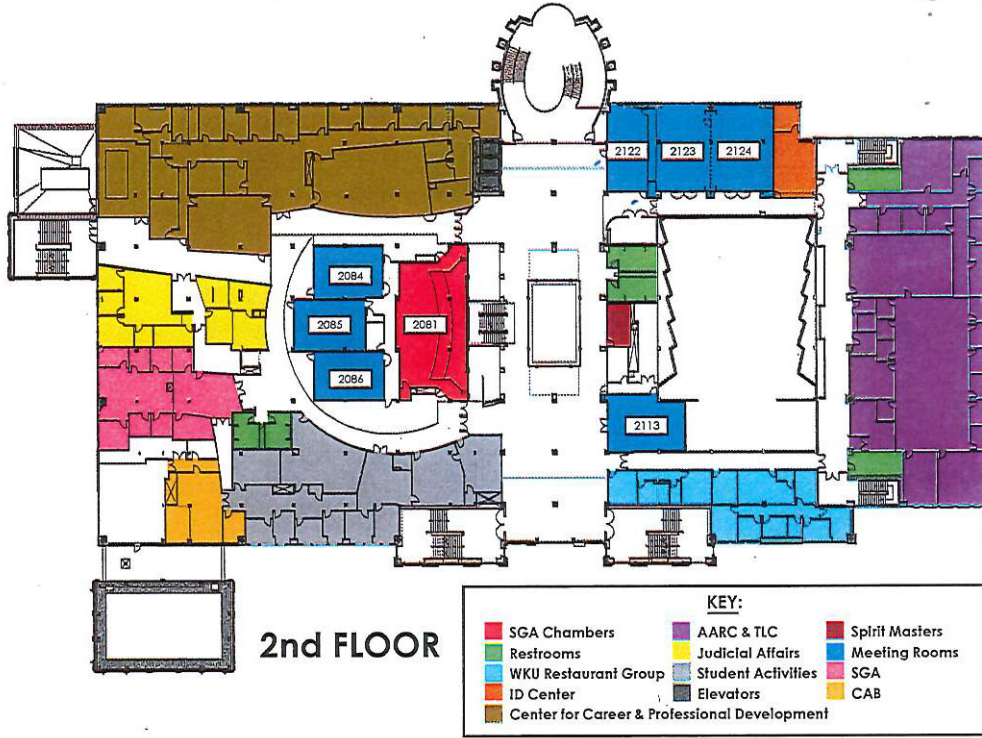 2122 2123 2124
2084
2085 2081
2086
2113
2nd FLOOR
KEY:
SGA Chambers AARC & TLC Spirit Masters
Restrooms Judicial Affairs Meeting Rooms
WKU Restaurant Group Student Activities SGA
ID Center Elevators CAB
Center for Career & Professional Development